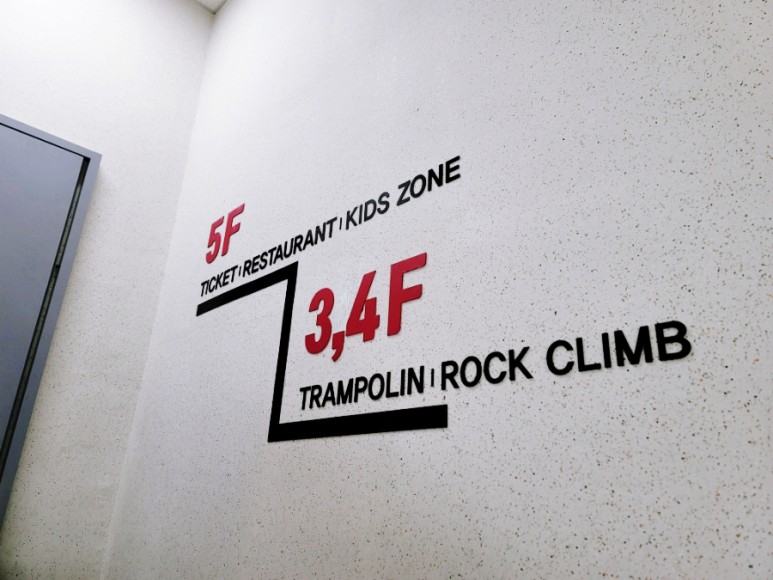 5F
TICKET | RESTAURANT | KIDS ZONE
3,4F
TRAMPOLIN | ROCK CLIMB